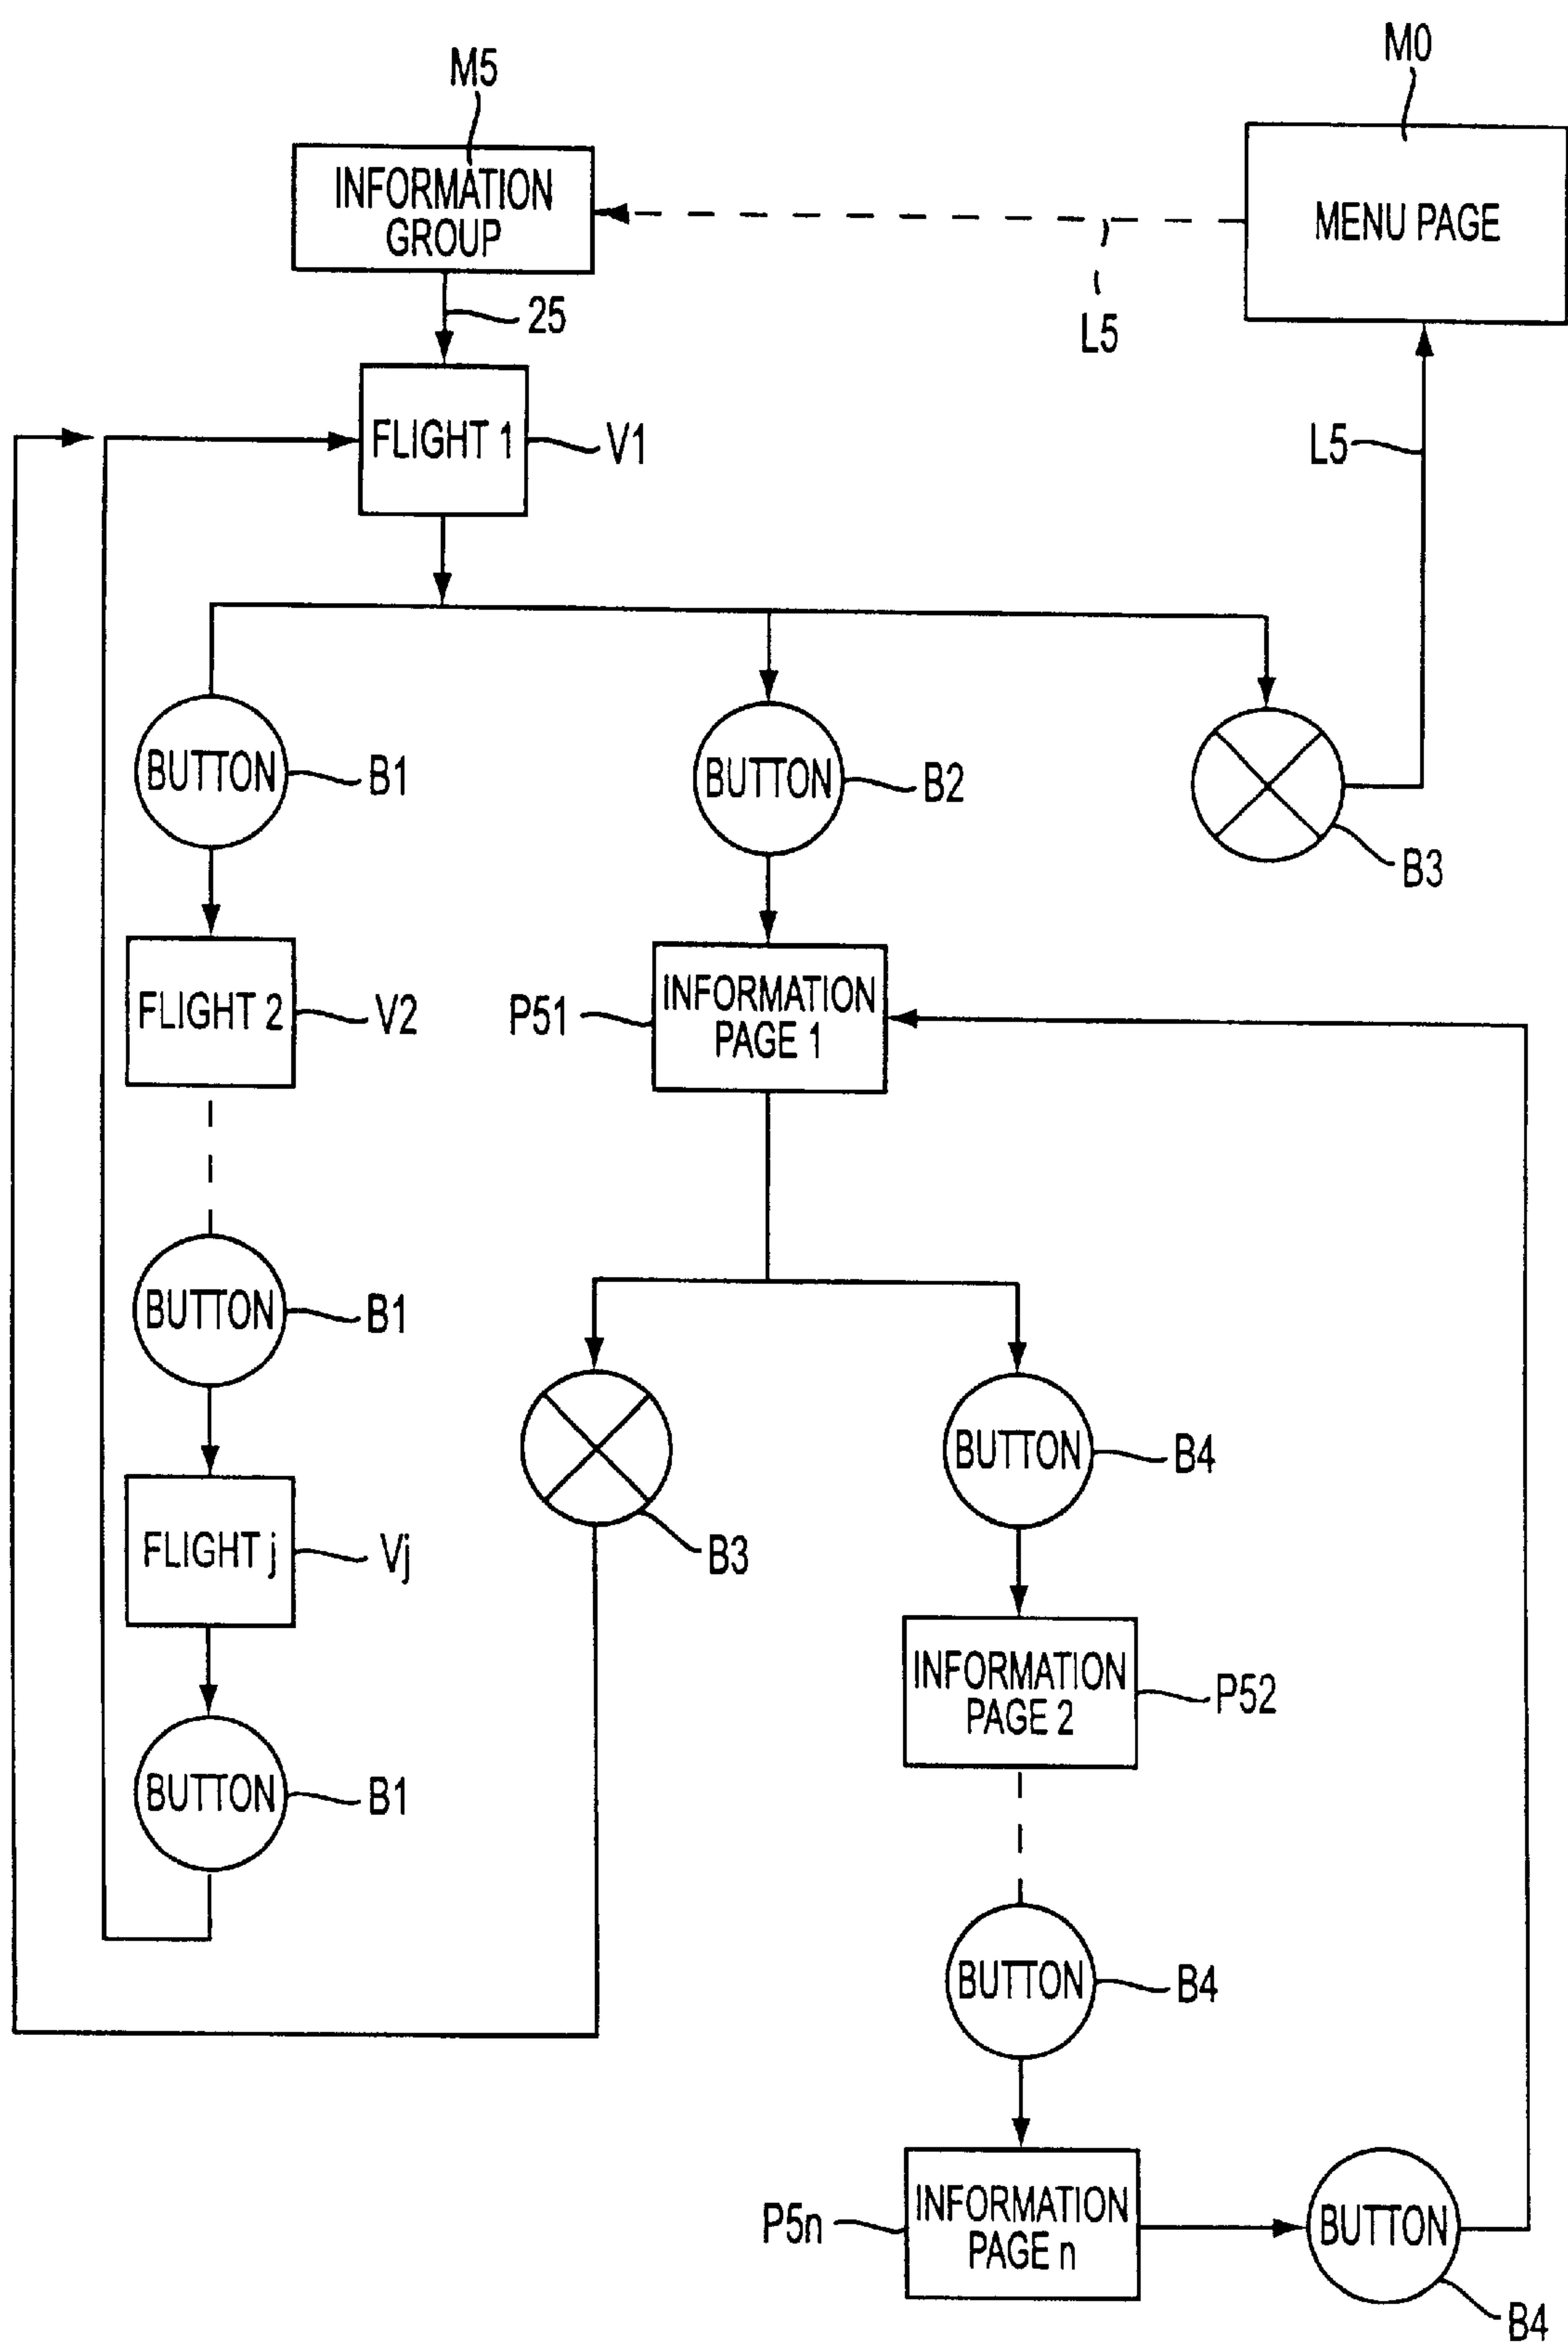 M5
M0
INFORMATION
GROUP
MENU PAGE
25
L5
FLIGHT 1
V1
L5
BUTTON
B1
BUTTON
B2
B3
FLIGHT 2
V2
P51
INFORMATION
PAGE 1
BUTTON
B1
BUTTON
B4
FLIGHT j
Vj
B3
INFORMATION
PAGE 2
P52
BUTTON
B1
BUTTON
B4
P5n
INFORMATION
PAGE n
BUTTON
B4